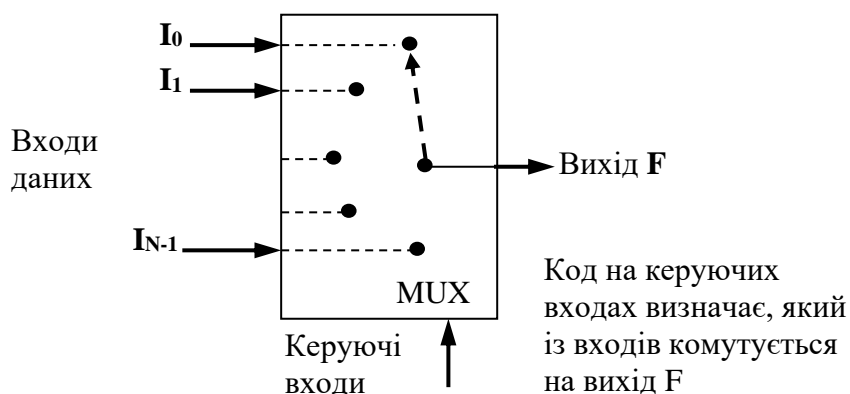 I0
I1
Входи
даних
Вихід F
IN-1
MUX
Код на керуючих
входах визначає, який
із входів комутується
на вихід F
Керуючі
входи